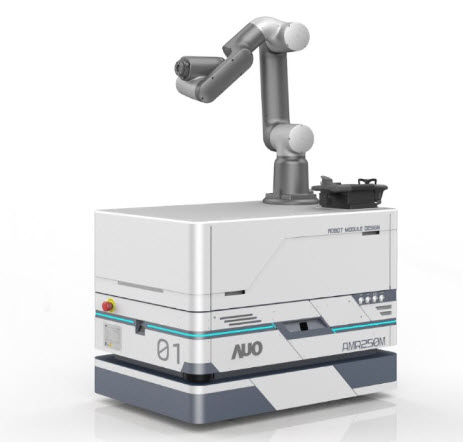 ROBOT MODULE DESIGN
01
AUO
AMR250M